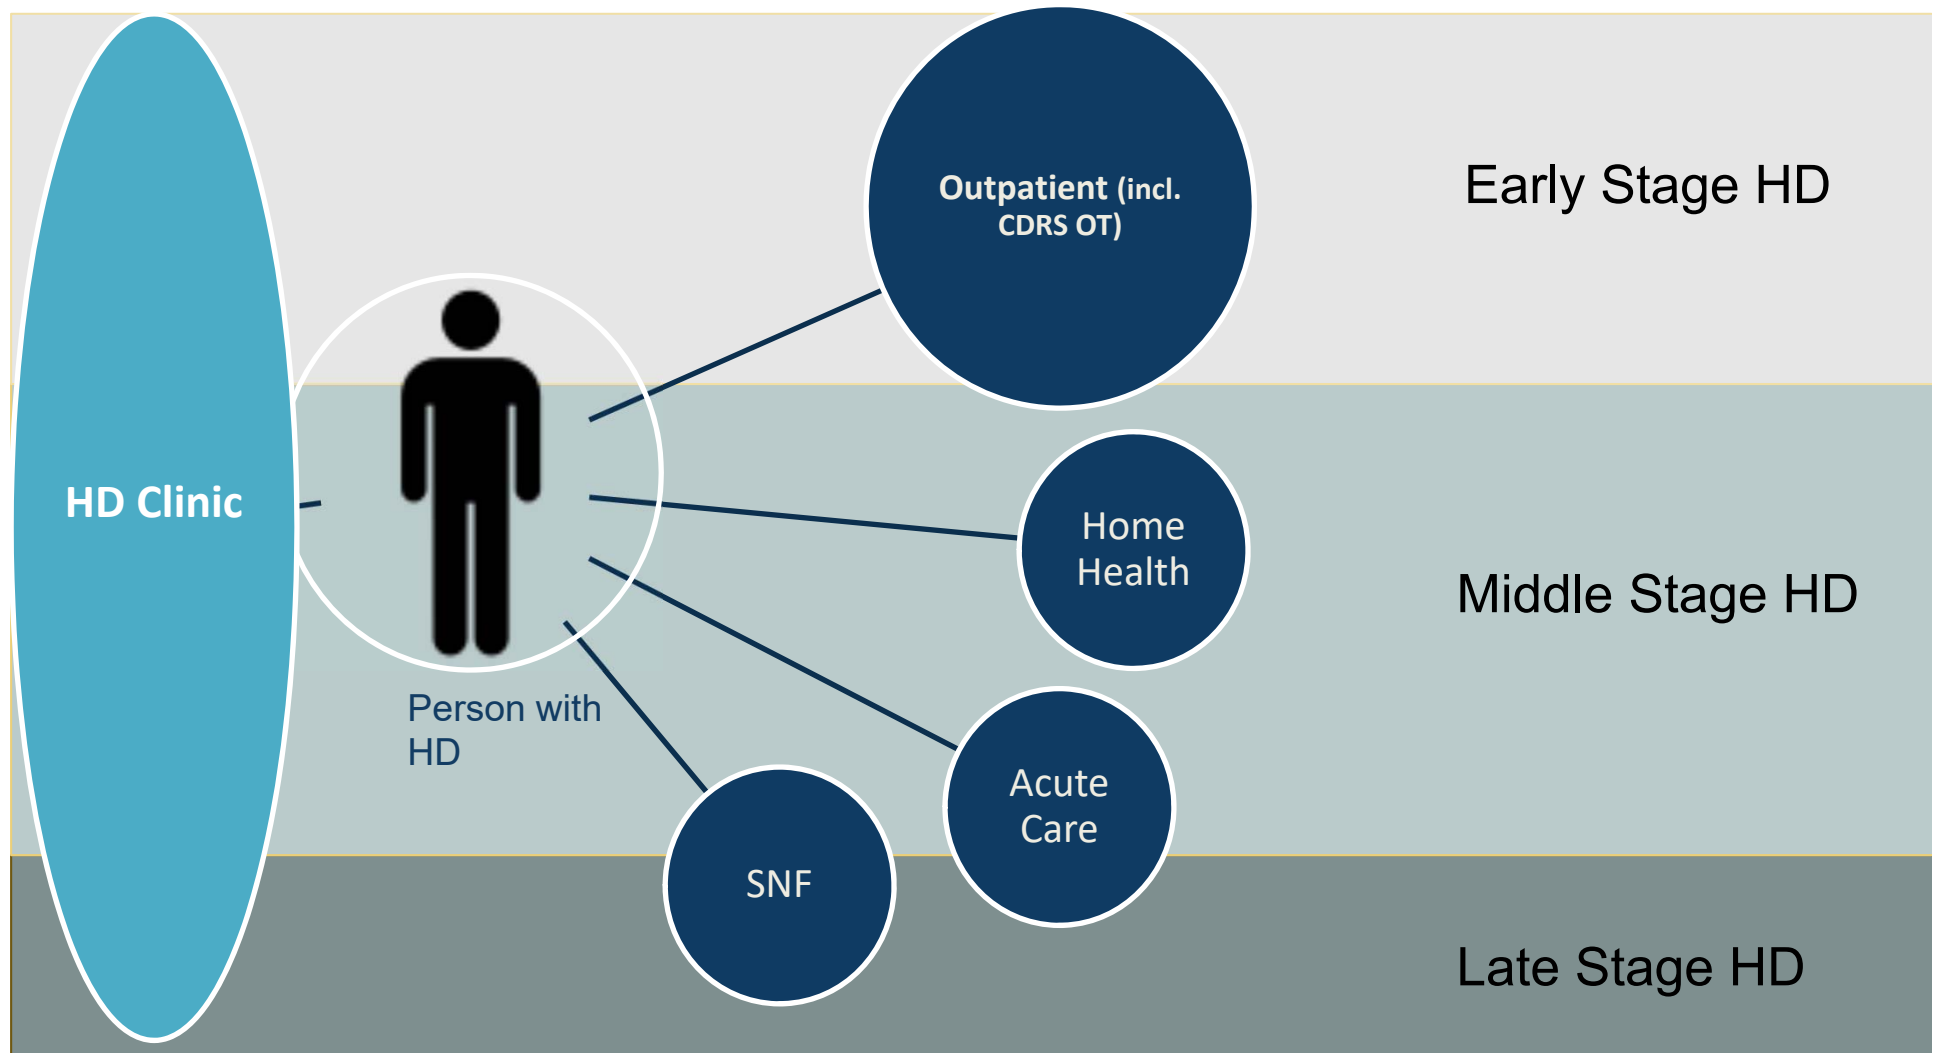 Outpatient (incl.
CDRS OT)
Early Stage HD
HD Clinic
Home
Health
Middle Stage HD
Person with
HD
Acute
Care
SNF
Late Stage HD